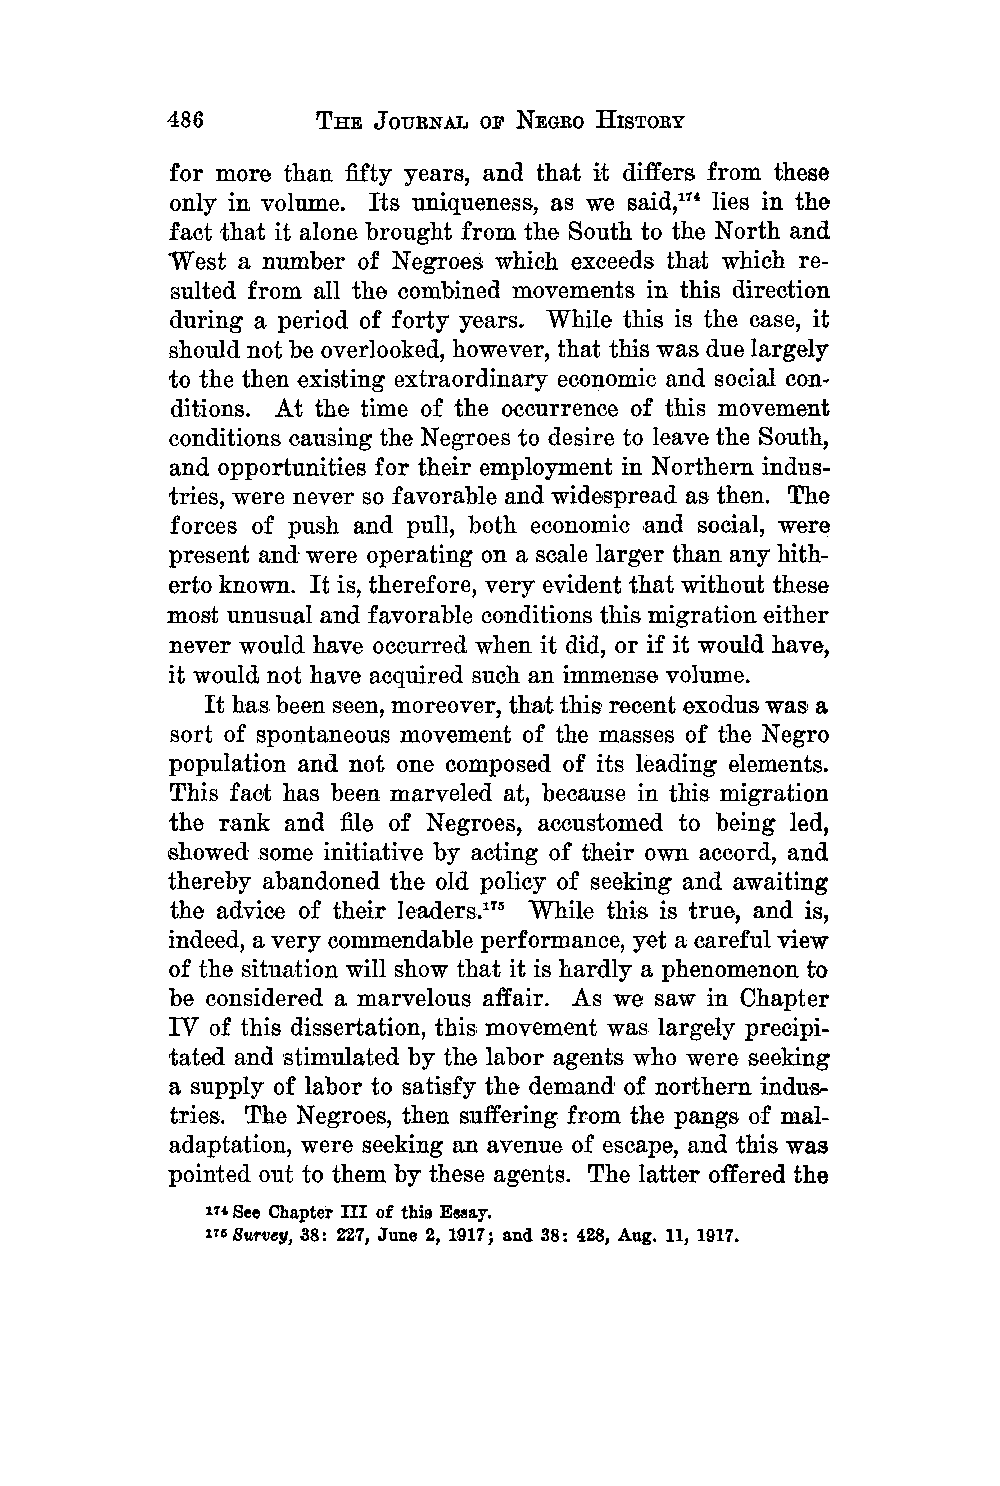 486 THE JOURNAL OF NEGRO HISTORY
for more than fifty years, and that it differs from these
only in volume. Its uniqueness, as we said,¹⁷⁴ lies in the
fact that it alone brought from the South to the North and
West a number of Negroes which exceeds that which re-
sulted from all the combined movements in this direction
during a period of forty years. While this is the case, it
should not be overlooked, however, that this was due largely
to the then existing extraordinary economic and social con-
ditions. At the time of the occurrence of this movement
conditions causing the Negroes to desire to leave the South,
and opportunities for their employment in Northern indus-
tries, were never so favorable and widespread as then. The
forces of push and pull, both economic and social, were
present and were operating on a scale larger than any hith-
erto known. It is, therefore, very evident that without these
most unusual and favorable conditions this migration either
never would have occurred when it did, or if it would have,
it would not have acquired such an immense volume.
It has been seen, moreover, that this recent exodus was a
sort of spontaneous movement of the masses of the Negro
population and not one composed of its leading elements.
This fact has been marveled at, because in this migration
the rank and file of Negroes, accustomed to being led,
showed some initiative by acting of their own accord, and
thereby abandoned the old policy of seeking and awaiting
the advice of their leaders.¹⁷⁵ While this is true, and is,
indeed, a very commendable performance, yet a careful view
of the situation will show that it is hardly a phenomenon to
be considered a marvelous affair. As we saw in Chapter
IV of this dissertation, this movement was largely precipi-
tated and stimulated by the labor agents who were seeking
a supply of labor to satisfy the demand of northern indus-
tries. The Negroes, then suffering from the pangs of mal-
adaptation, were seeking an avenue of escape, and this was
pointed out to them by these agents. The latter offered the
¹⁷⁴ See Chapter III of this Essay.
¹⁷⁵ Survey, 38: 227, June 2, 1917; and 38: 428, Aug. 11, 1917.